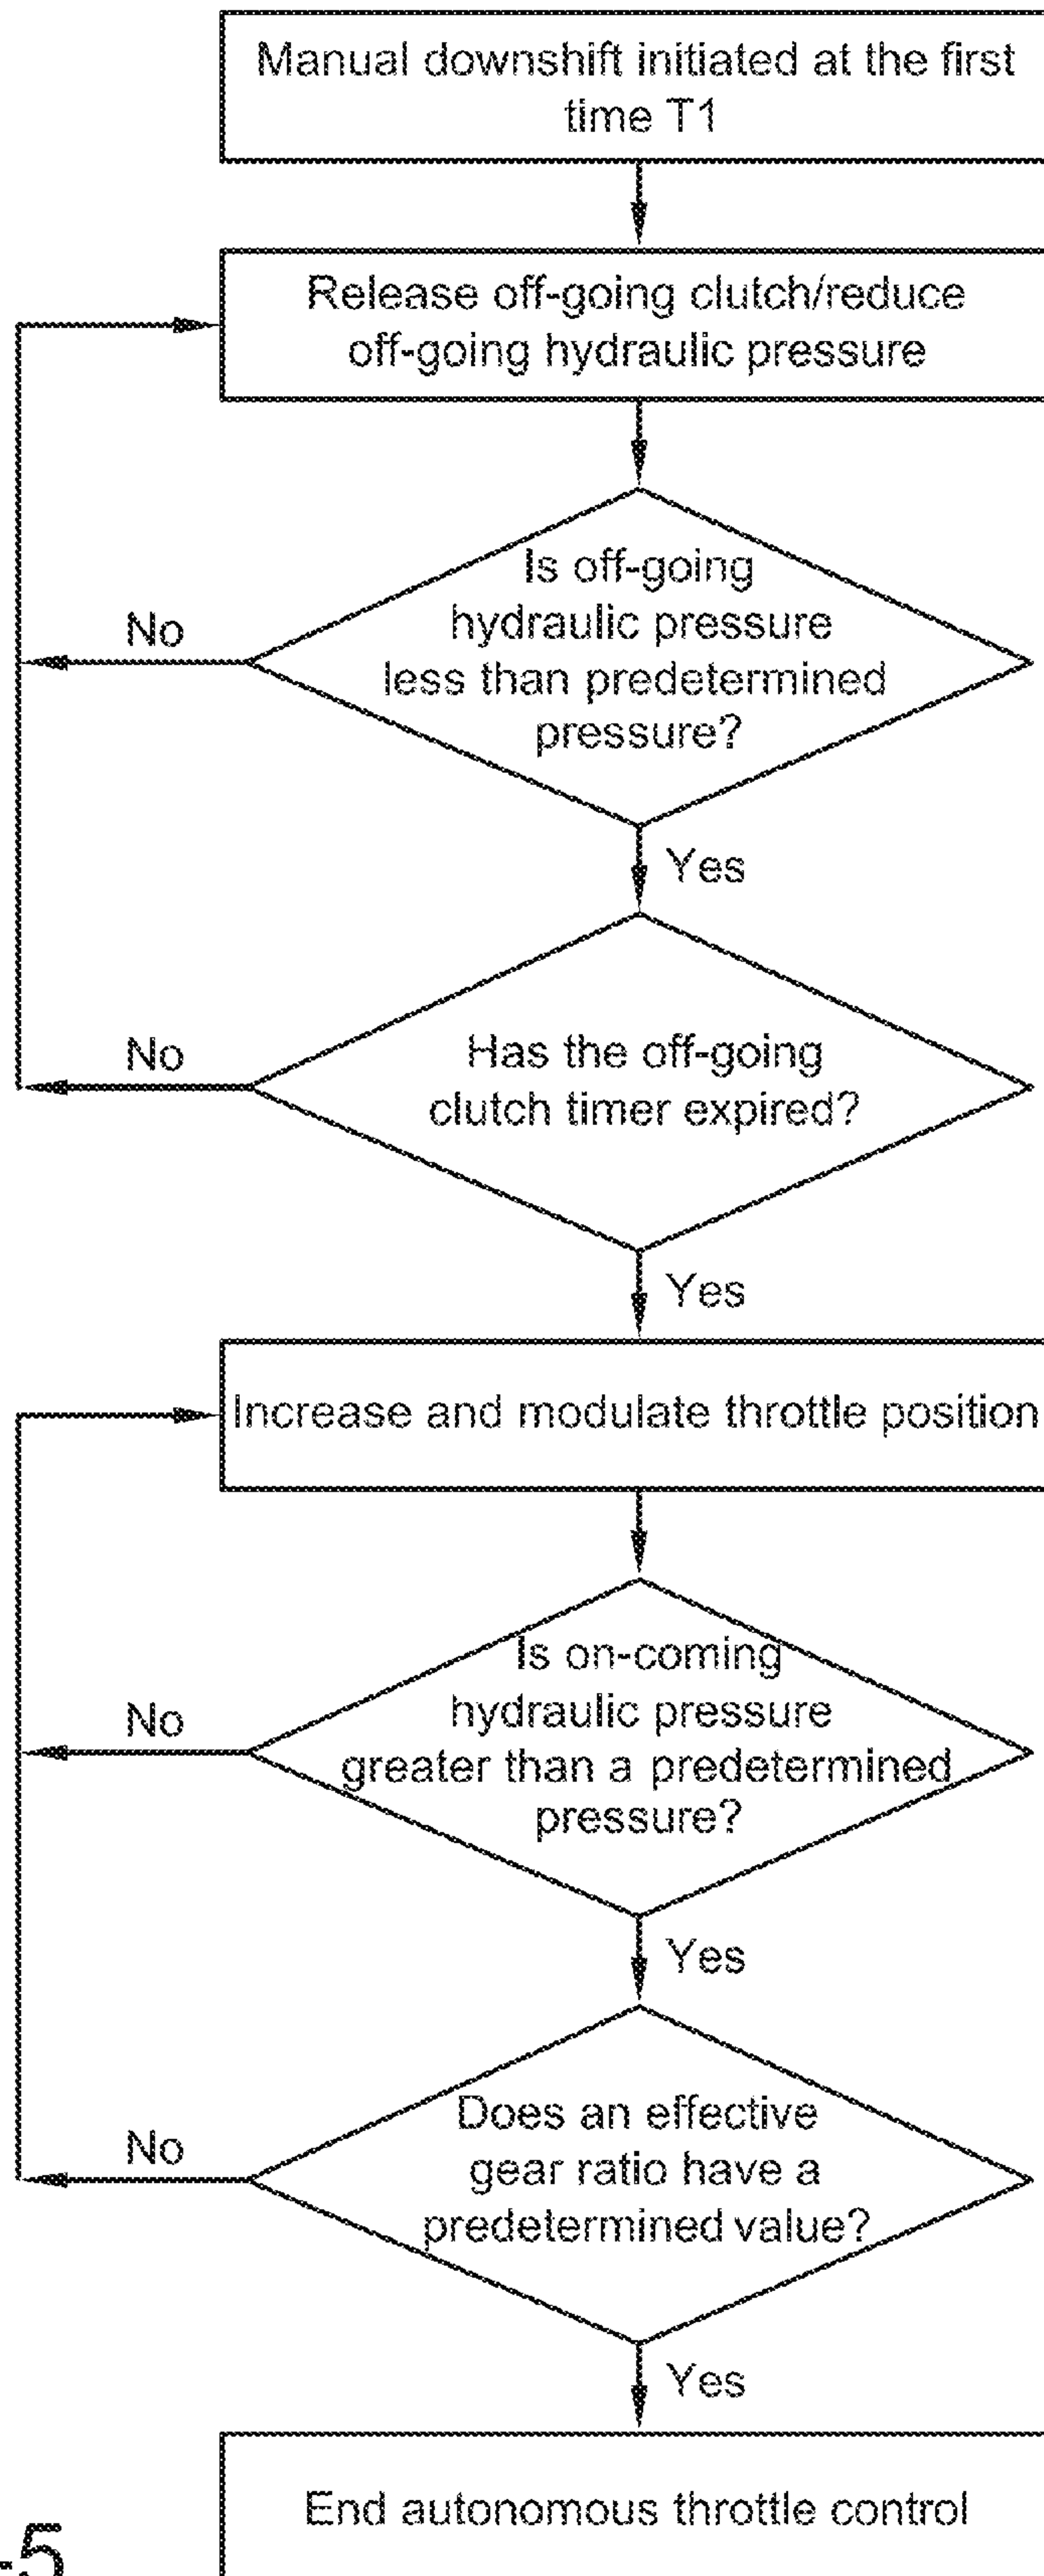 Manual downshift initiated at the first
time T1
Release off-going clutch/reduce
off-going hydraulic pressure
Is off-going
hydraulic pressure
less than predetermined
pressure?
No
Yes
Has the off-going
clutch timer expired?
No
Yes
Increase and modulate throttle position
Is on-coming
hydraulic pressure
greater than a predetermined
pressure?
No
Yes
Does an effective
gear ratio have a
predetermined value?
No
Yes
End autonomous throttle control
-5